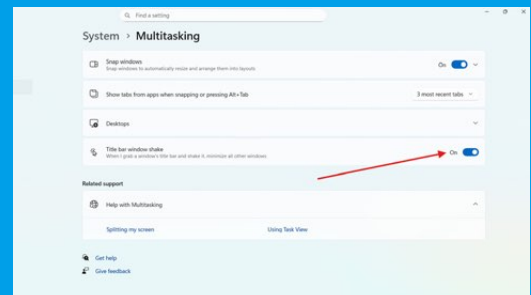 Find a setting
System > Multitasking
Snap windows
Snap windows to automatically resize and arrange them into layouts
On
Show tabs from apps when snapping or pressing Alt+Tab
3 most recent tabs
Desktops
Title bar window shake
When I grab a window's title bar and shake it, minimize all other windows
On
Related support
Help with Multitasking
Splitting my screen
Using Task View
Get help
Give feedback